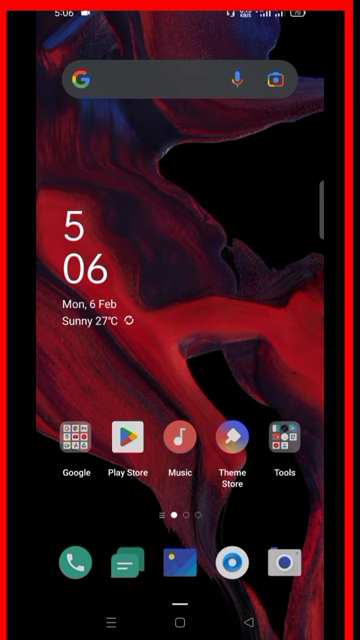 5:06
5
06
Mon, 6 Feb
Sunny 27°C
Google
Play Store
Music
Theme Store
Tools